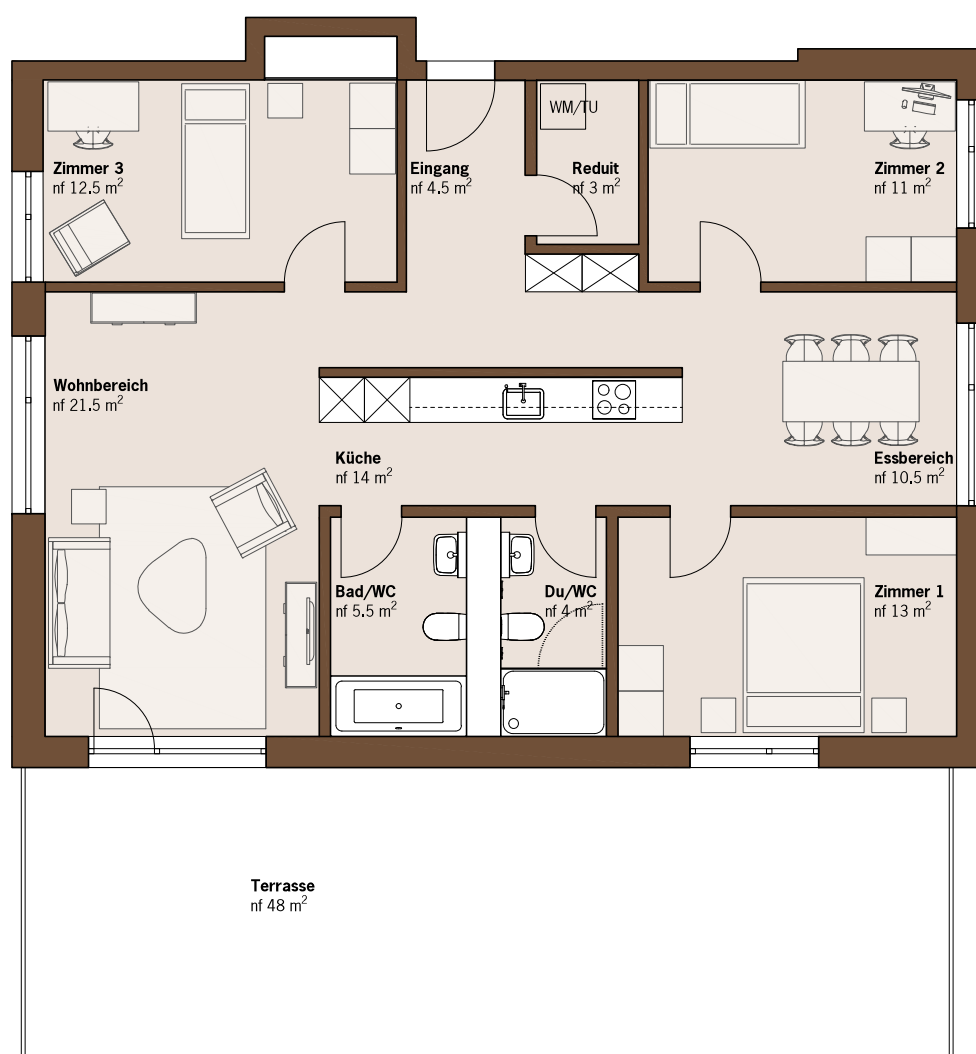 WM/TU
Zimmer 3
nf 12.5 m²
Eingang
nf 4.5 m²
Reduit
nf 3 m²
Zimmer 2
nf 11 m²
Wohnbereich
nf 21.5 m²
Küche
nf 14 m²
Essbereich
nf 10.5 m²
Bad/WC
nf 5.5 m²
Du/WC
nf 4 m²
Zimmer 1
nf 13 m²
Terrasse
nf 48 m²